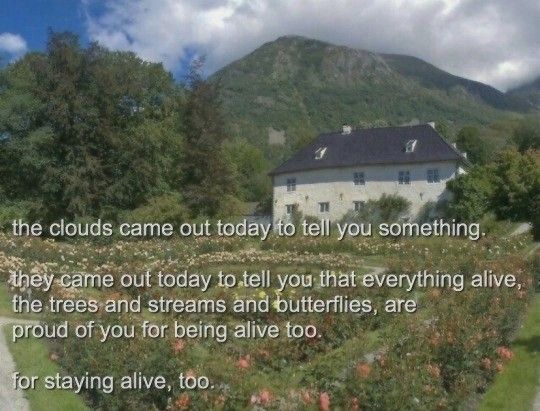 the clouds came out today to tell you something.
they came out today to tell you that everything alive,
the trees and streams and butterflies, are
proud of you for being alive too.
for staying alive, too.